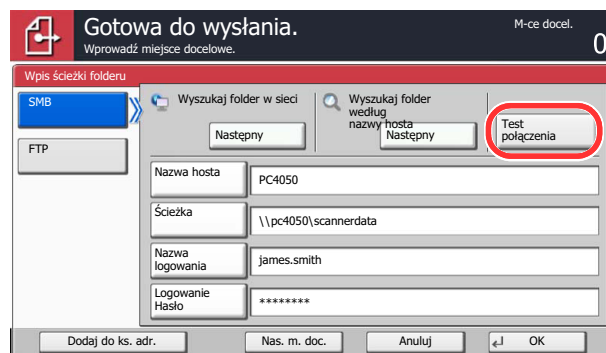 Gotowa do wysłania.
M-ce docel.
Wprowadź miejsce docelowe.
0
Wpis ścieżki folderu
SMB
FTP
Wyszukaj folder w sieci
Następny
Wyszukaj folder
według
nazwy hosta
Następny
Test
połączenia
Nazwa hosta
PC4050
Ścieżka
\\pc4050\scannerdata
Nazwa
logowania
james.smith
Logowanie
Hasło
********
Dodaj do ks. adr.
Nas. m. doc.
Anuluj
OK